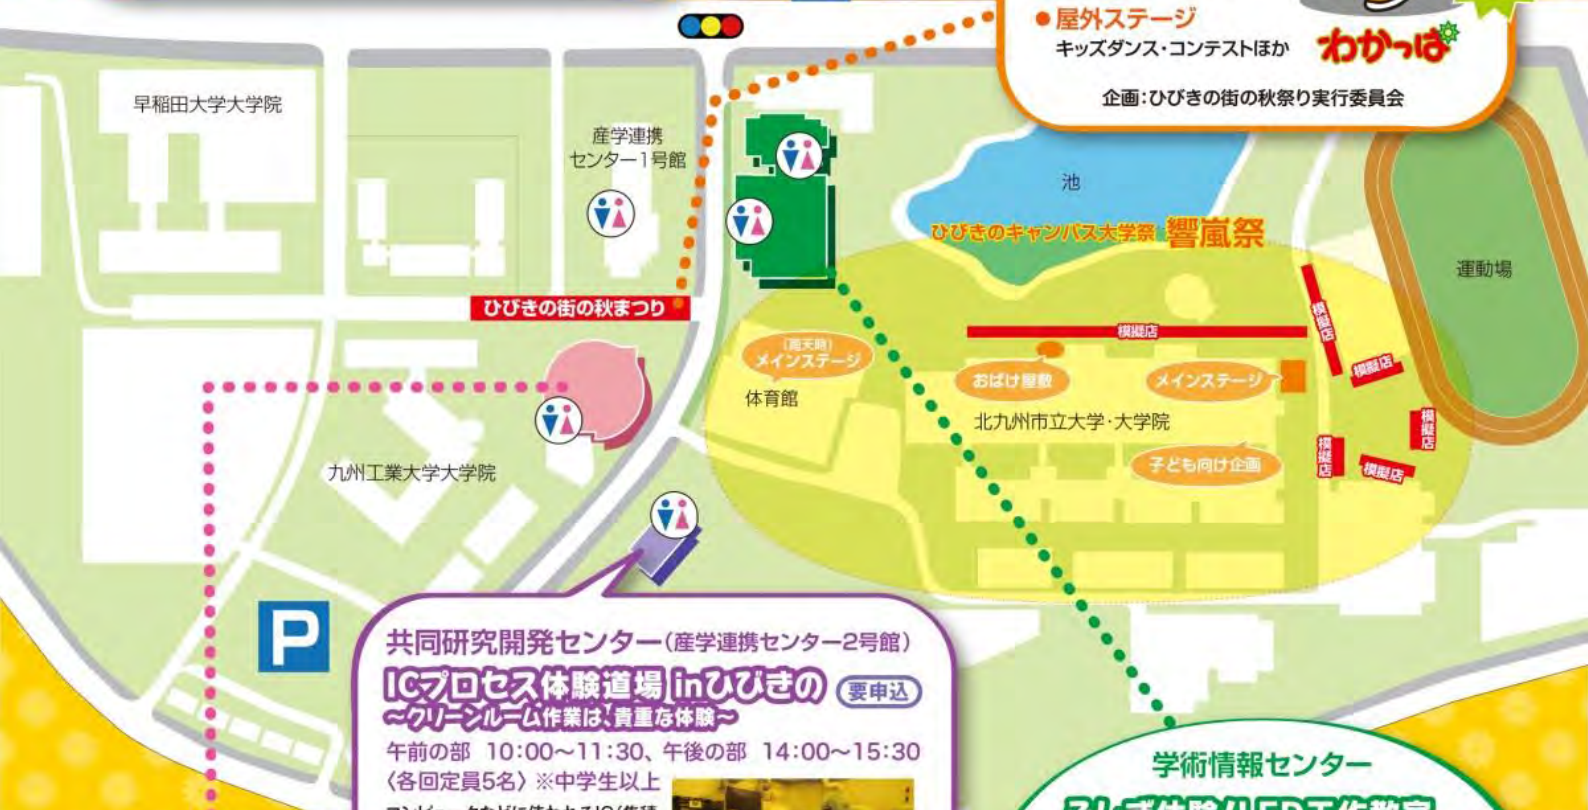 ● 屋外ステージ
キッズダンス・コンテストほか
わかっぱ
企画：ひびきの街の秋祭り実行委員会
早稲田大学大学院
産学連携
センター1号館
池
ひびきのキャンパス大学祭 響嵐祭
運動場
ひびきの街の秋まつり
模擬店
模擬店
(雨天時)
メインステージ
体育館
おばけ屋敷
メインステージ
模擬店
北九州市立大学・大学院
模擬店
子ども向け企画
模擬店
模擬店
九州工業大学大学院
P
共同研究開発センター（産学連携センター2号館）
ICプロセス体験道場 inひびきの 要申込
～クリーンルーム作業は、貴重な体験～
午前の部 10：00～11：30、午後の部 14：00～15：30
〈各回定員5名〉※中学生以上
学術情報センター